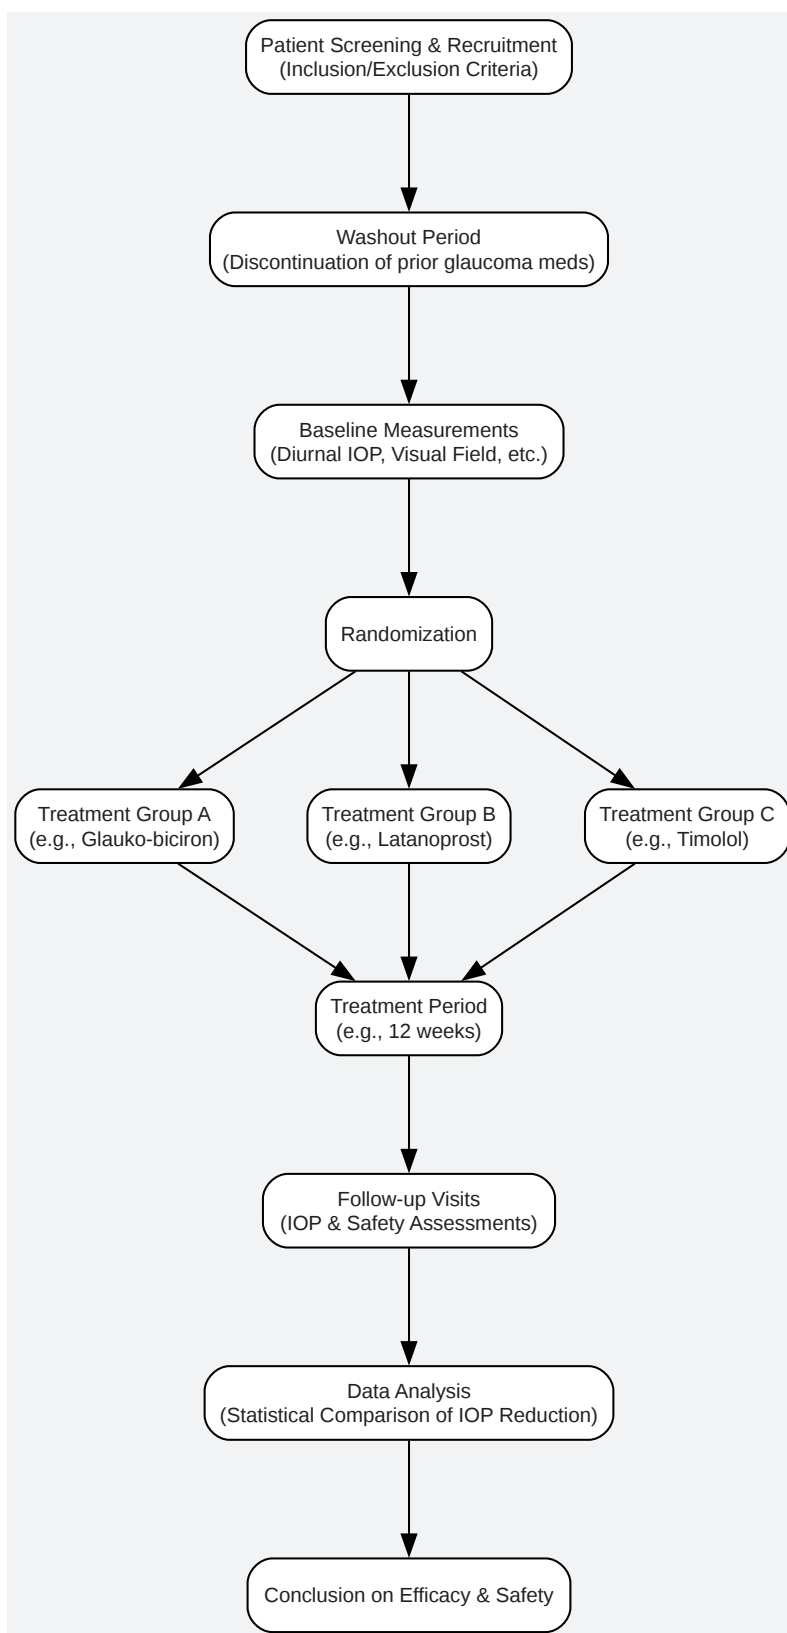 Patient Screening & Recruitment
(Inclusion/Exclusion Criteria)
Washout Period
(Discontinuation of prior glaucoma meds)
Baseline Measurements
(Diurnal IOP, Visual Field, etc.)
Randomization
Treatment Group A
(e.g., Glauko-biciron)
Treatment Group B
(e.g., Latanoprost)
Treatment Group C
(e.g., Timolol)
Treatment Period
(e.g., 12 weeks)
Follow-up Visits
(IOP & Safety Assessments)
Data Analysis
(Statistical Comparison of IOP Reduction)
Conclusion on Efficacy & Safety